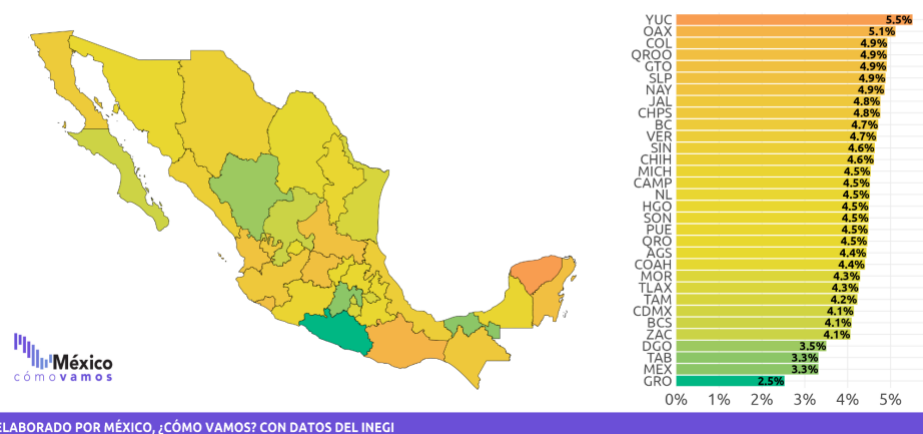 YUC 5.5%
OAX 5.1%
COL 4.9%
QROO 4.9%
GTO 4.9%
SLP 4.9%
NAY 4.9%
JAL 4.8%
CHPS 4.8%
BC 4.7%
VER 4.7%
SIN 4.6%
CHIH 4.6%
MICH 4.5%
CAMP 4.5%
NL 4.5%
HGO 4.5%
SON 4.5%
PUE 4.5%
QRO 4.5%
AGS 4.4%
COAH 4.4%
MOR 4.3%
TLAX 4.3%
TAM 4.2%
CDMX 4.1%
BCS 4.1%
ZAC 4.1%
DGO 3.5%
TAB 3.3%
MEX 3.3%
GRO 2.5%
0% 1% 2% 3% 4% 5%
México
cómovamos
ELABORADO POR MÉXICO, ¿CÓMO VAMOS? CON DATOS DEL INEGI